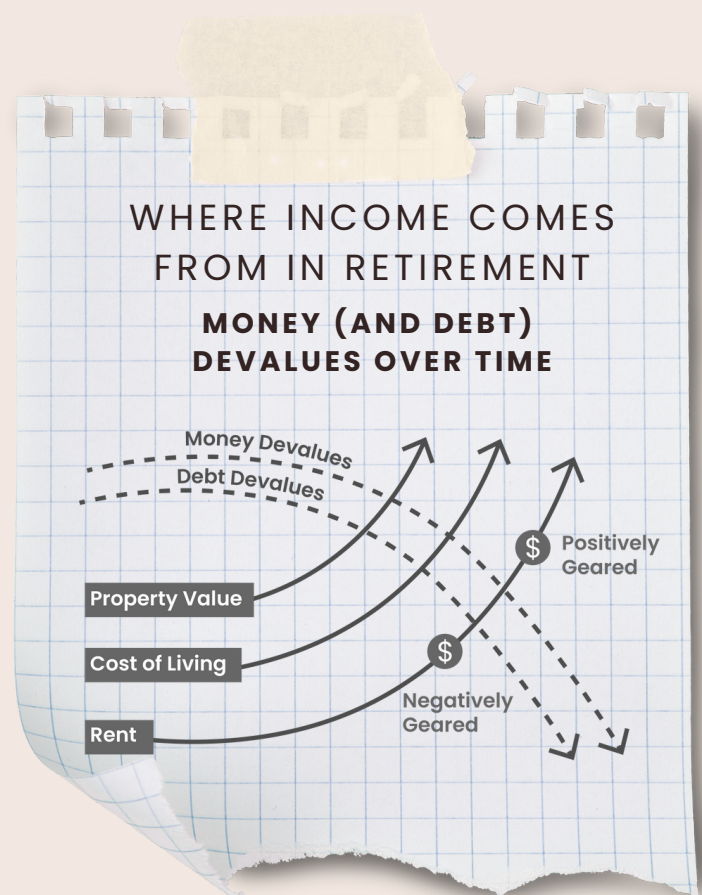 WHERE INCOME COMES
FROM IN RETIREMENT
MONEY (AND DEBT)
DEVALUES OVER TIME
Money Devalues
Debt Devalues
$
Positively
Geared
Property Value
Cost of Living
$
Negatively
Geared
Rent